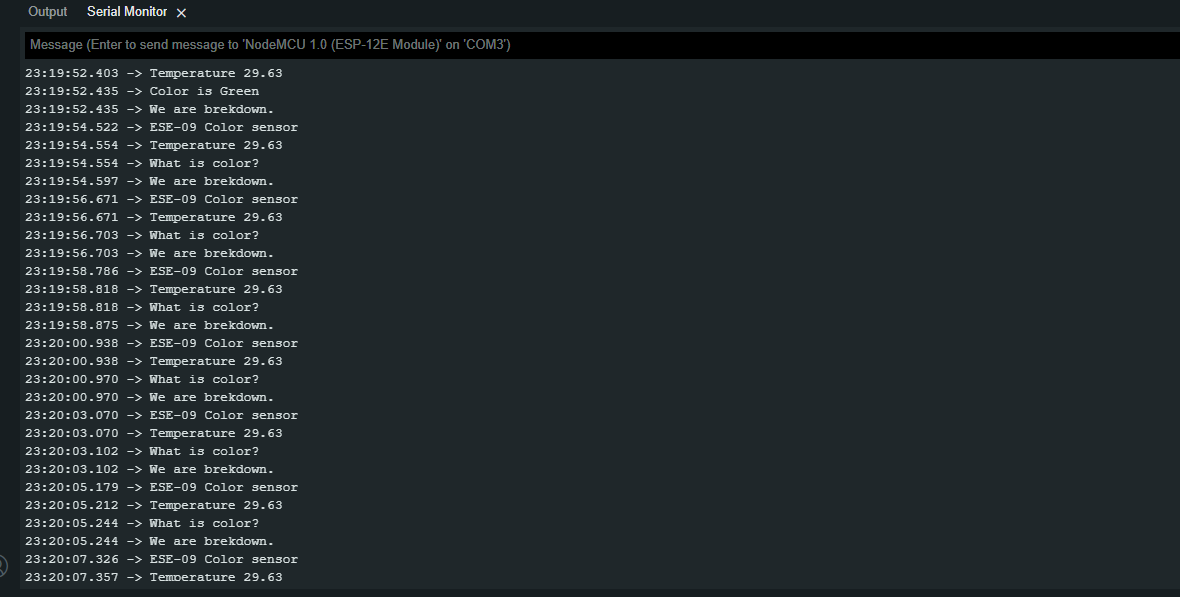 Output Serial Monitor ×
Message (Enter to send message to 'NodeMCU 1.0 (ESP-12E Module)' on 'COM3')
23:19:52.403 -> Temperature 29.63
23:19:52.435 -> Color is Green
23:19:52.435 -> We are brekdown.
23:19:54.522 -> ESE-09 Color sensor
23:19:54.554 -> Temperature 29.63
23:19:54.554 -> What is color?
23:19:54.597 -> We are brekdown.
23:19:56.671 -> ESE-09 Color sensor
23:19:56.671 -> Temperature 29.63
23:19:56.703 -> What is color?
23:19:56.703 -> We are brekdown.
23:19:58.786 -> ESE-09 Color sensor
23:19:58.818 -> Temperature 29.63
23:19:58.818 -> What is color?
23:19:58.875 -> We are brekdown.
23:20:00.938 -> ESE-09 Color sensor
23:20:00.938 -> Temperature 29.63
23:20:00.970 -> What is color?
23:20:00.970 -> We are brekdown.
23:20:03.070 -> ESE-09 Color sensor
23:20:03.070 -> Temperature 29.63
23:20:03.102 -> What is color?
23:20:03.102 -> We are brekdown.
23:20:05.179 -> ESE-09 Color sensor
23:20:05.212 -> Temperature 29.63
23:20:05.244 -> What is color?
23:20:05.244 -> We are brekdown.
23:20:07.326 -> ESE-09 Color sensor
23:20:07.357 -> Temperature 29.63